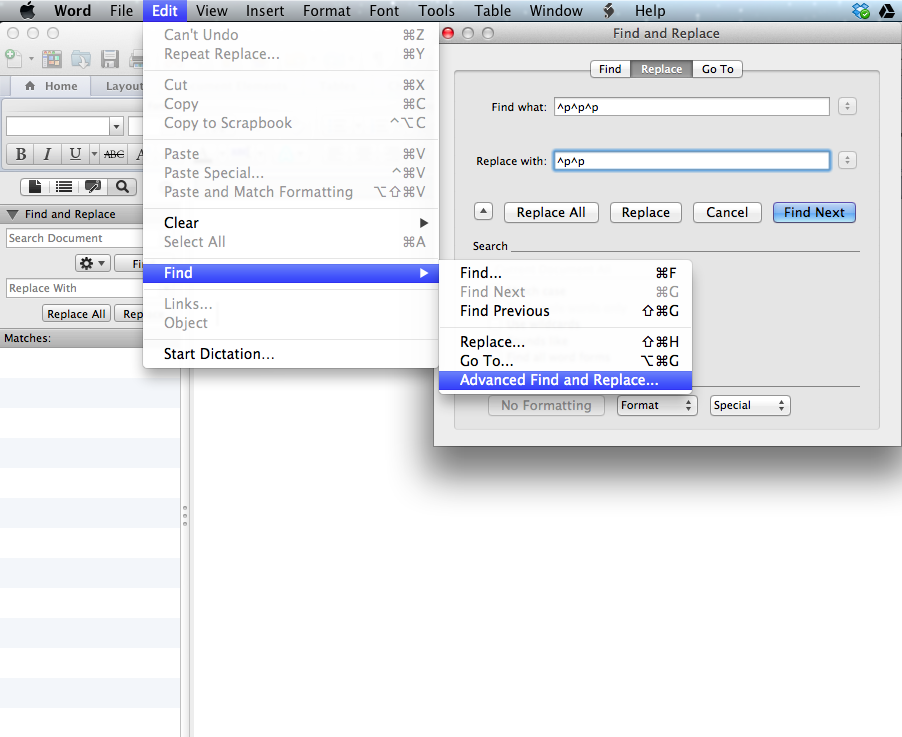 Word File Edit View Insert Format Font Tools Table Window Help
Home Layou
B I U ABC A
Find and Replace
Search Document
Fi
Replace With
Replace All Rep
Matches:
Can't Undo ⌘Z
Repeat Replace... ⌘Y
Cut ⌘X
Copy ⌘C
Copy to Scrapbook ^⌥C
Paste ⌘V
Paste Special... ^⌘V
Paste and Match Formatting ⌥⇧⌘V
Clear
Select All ⌘A
Find
Links...
Object
Start Dictation...
Find... ⌘F
Find Next ⌘G
Find Previous ⇧⌘G
Replace... ⇧⌘H
Go To... ⌥⌘G
Advanced Find and Replace...
Find and Replace
Find Replace Go To
Find what: ^p^p^p
Replace with: ^p^p
Replace All Replace Cancel Find Next
Search
No Formatting Format Special